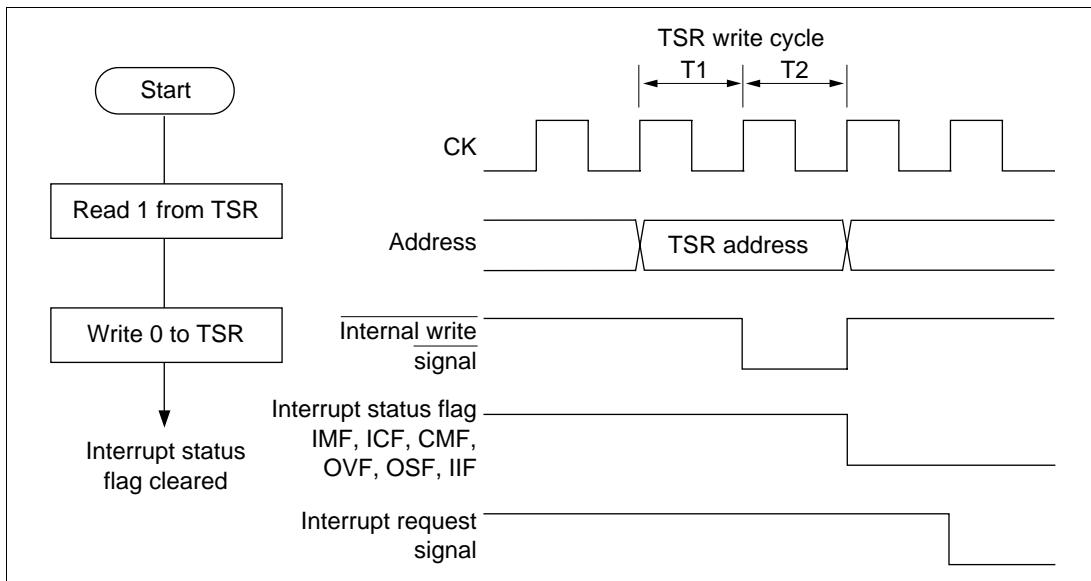 Start
Read 1 from TSR
Write 0 to TSR
Interrupt status
flag cleared
TSR write cycle
T1
T2
CK
Address
TSR address
Internal write
signal
Interrupt status flag
IMF, ICF, CMF,
OVF, OSF, IIF
Interrupt request
signal